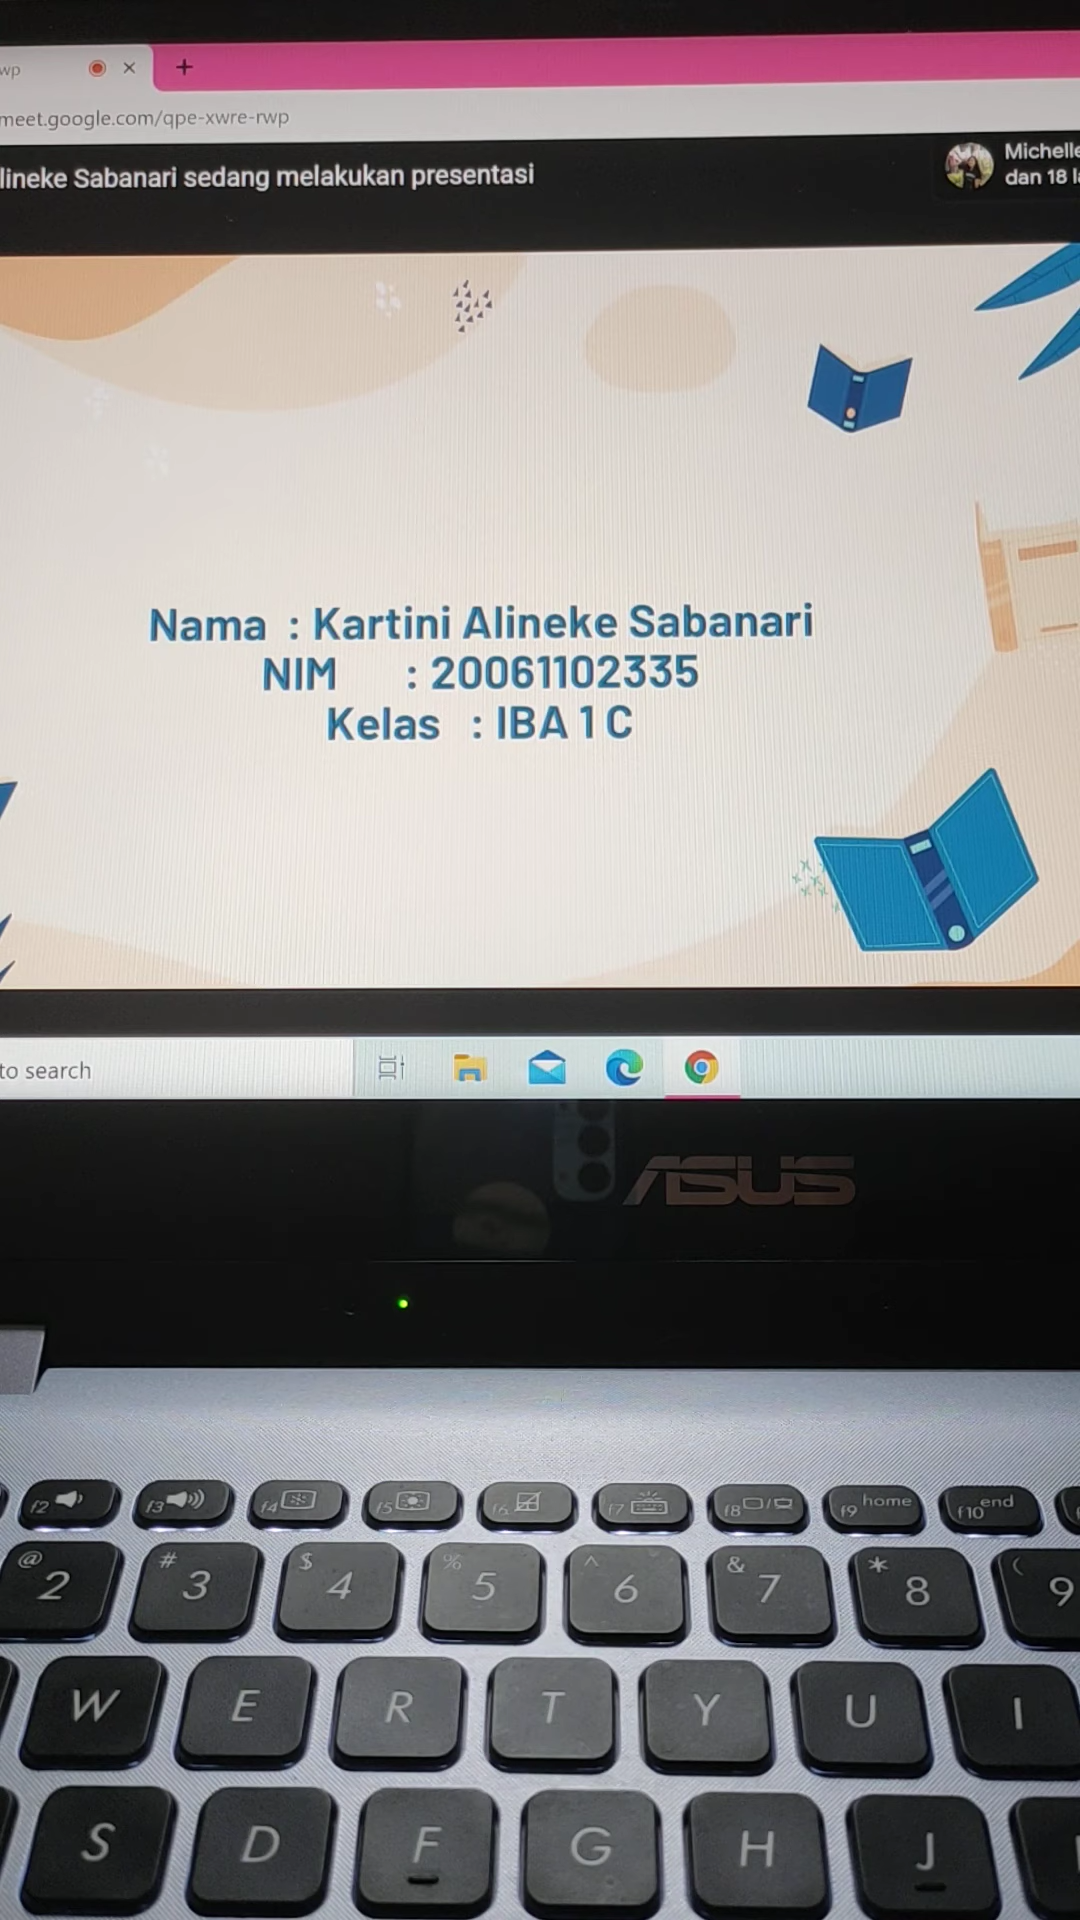 wp
meet.google.com/qpe-xwre-rwp
lineke Sabanari sedang melakukan presentasi
Michelle
dan 18 la
Nama : Kartini Alineke Sabanari
NIM : 20061102335
Kelas : IBA 1 C
to search
ASUS
f2 f3 f4 f5 f6 f7 f8 f9 home f10 end
@ 2 # 3 $ 4 % 5 ^ 6 & 7 * 8 ( 9
W E R T Y U I
S D F G H J